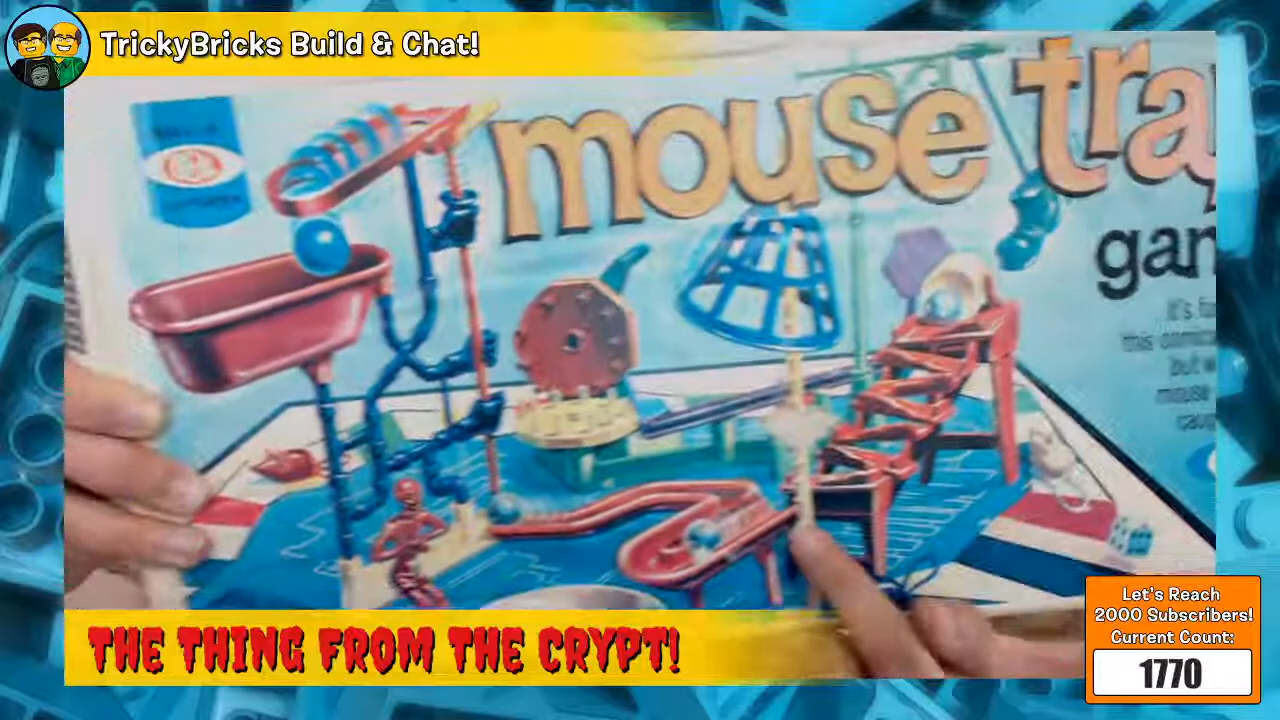 TrickyBricks Build & Chat!
mouse tra
gam
THE THING FROM THE CRYPT!
Let's Reach
2000 Subscribers!
Current Count:
1770